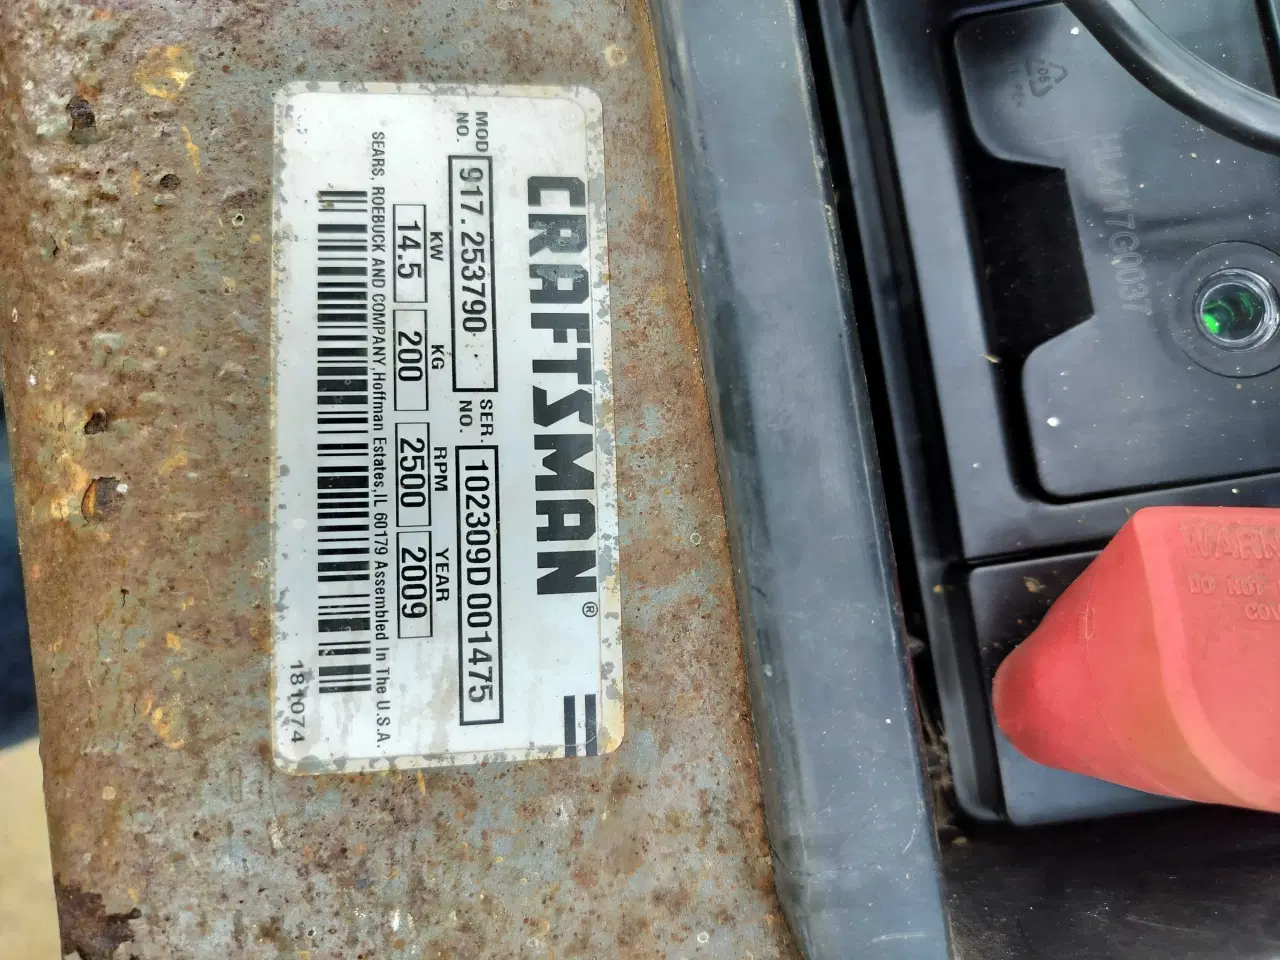 CRAFTSMAN®
MOD NO. 917.253790 SER. NO. 102309D 001475
KW KG RPM YEAR
14.5 200 2500 2009
SEARS, ROEBUCK AND COMPANY, Hoffman Estates, IL 60179 Assembled In The U.S.A.
181074
WARN
DO NOT